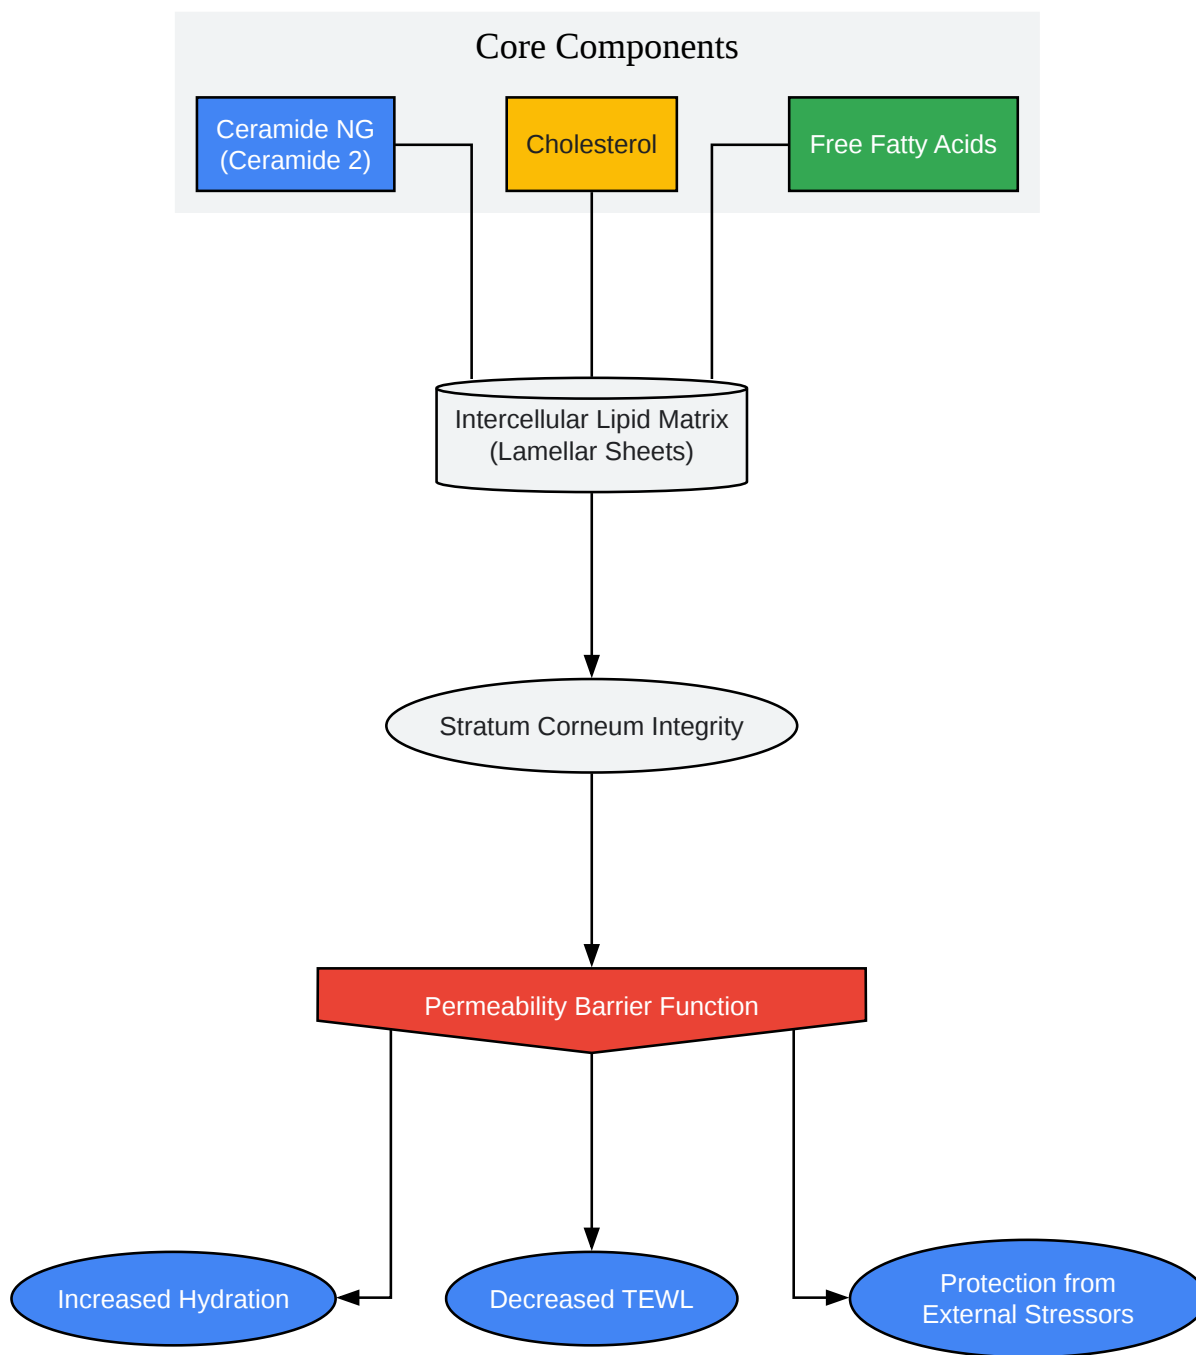 Core Components
Ceramide NG
(Ceramide 2)
Cholesterol
Free Fatty Acids
Intercellular Lipid Matrix
(Lamellar Sheets)
Stratum Corneum Integrity
Permeability Barrier Function
Increased Hydration
Decreased TEWL
Protection from
External Stressors